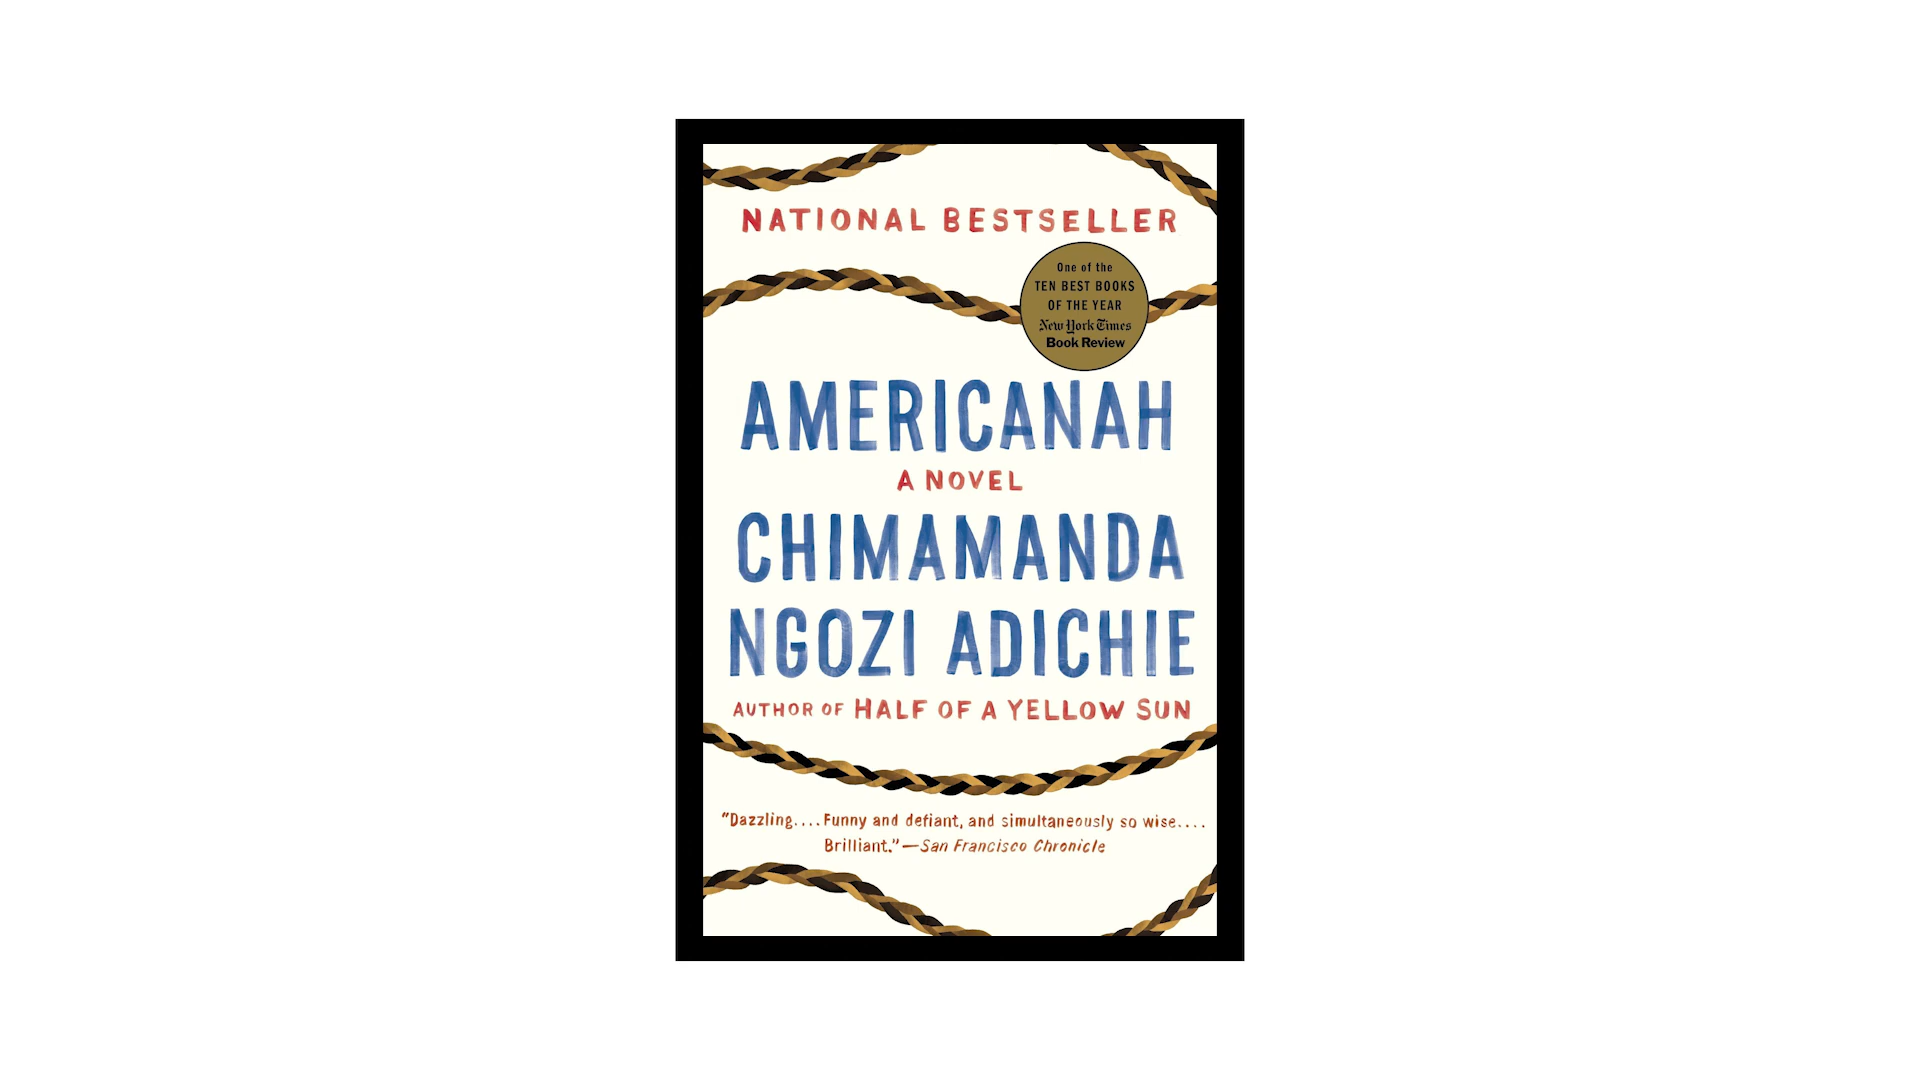 NATIONAL BESTSELLER
One of the
TEN BEST BOOKS
OF THE YEAR
New York Times
Book Review
AMERICANAH
A NOVEL
CHIMAMANDA
NGOZI ADICHIE
AUTHOR OF HALF OF A YELLOW SUN
"Dazzling.... Funny and defiant, and simultaneously so wise....
Brilliant." —San Francisco Chronicle